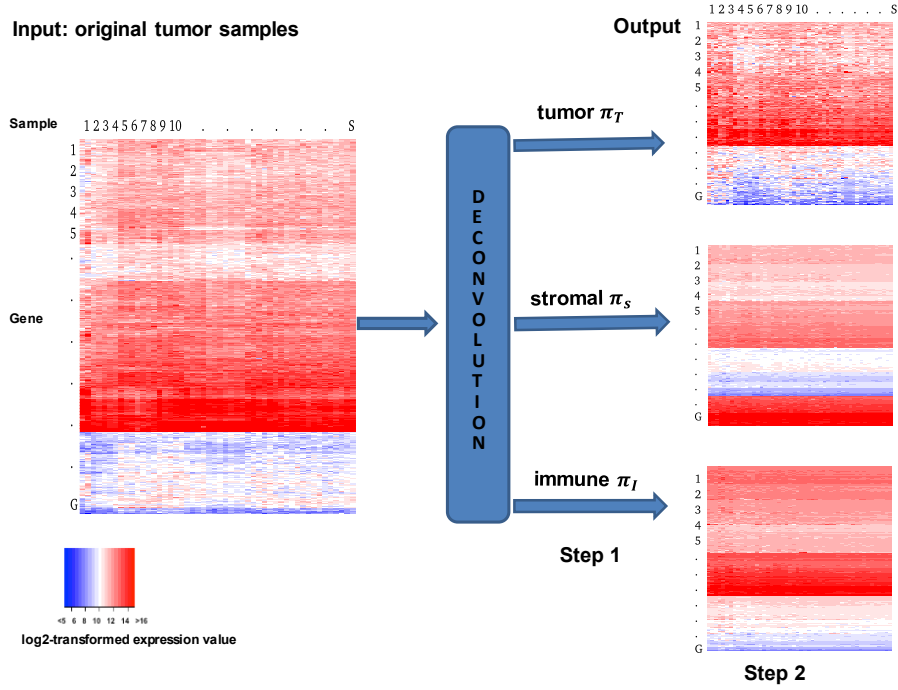 Input: original tumor samples
Output
Sample
1 2 3 4 5 6 7 8 9 10 . . . . . . . S
Gene
1
2
3
4
5
.
.
.
.
.
G
<5 6 8 10 12 14 >16
log2-transformed expression value
DECONVOLUTION
tumor π_T
stromal π_s
immune π_I
Step 1
1 2 3 4 5 6 7 8 9 10 . . . . . . . S
1
2
3
4
5
.
.
.
.
.
G
1
2
3
4
5
.
.
.
.
.
G
1
2
3
4
5
.
.
.
.
.
G
Step 2